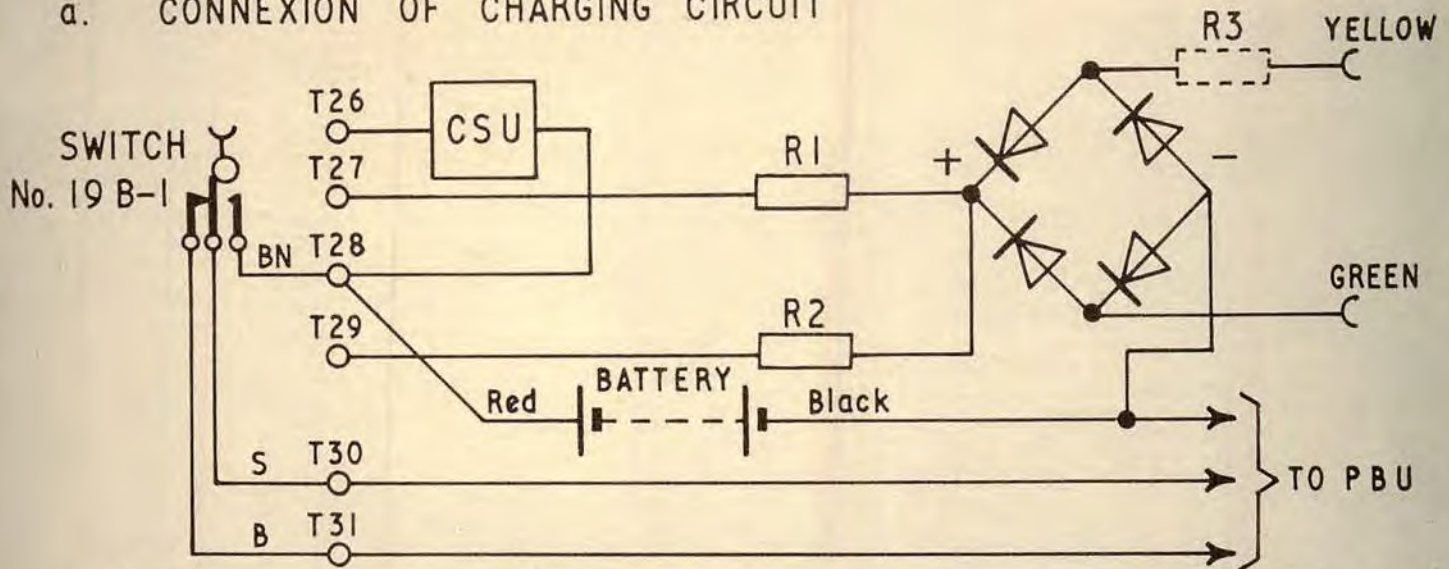 a. CONNEXION OF CHARGING CIRCUIT
R3 YELLOW
T26
CSU
SWITCH
No. 19 B-1
T27
R1
+
-
BN T28
GREEN
T29
R2
BATTERY
Red
Black
S T30
TO PBU
B T31